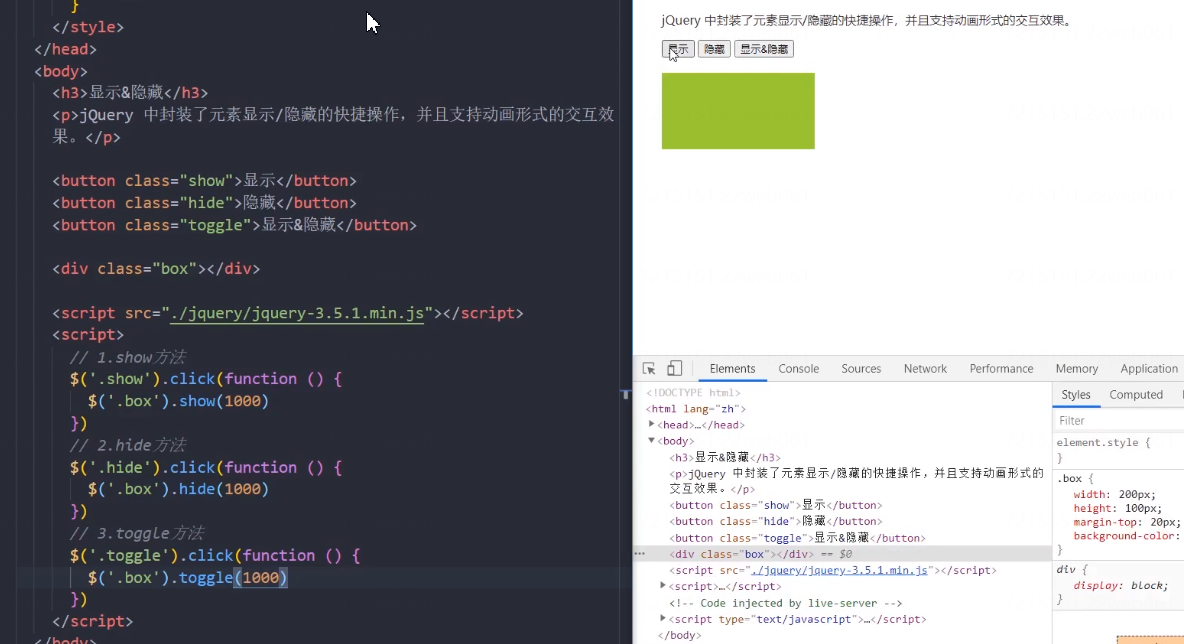 }
</style>
</head>
<body>
<h3>显示&隐藏</h3>
<p>jQuery 中封装了元素显示/隐藏的快捷操作，并且支持动画形式的交互效
果。</p>
<button class="show">显示</button>
<button class="hide">隐藏</button>
<button class="toggle">显示&隐藏</button>
<div class="box"></div>
<script src="./jquery/jquery-3.5.1.min.js"></script>
<script>
// 1.show方法
$('.show').click(function () {
$('.box').show(1000)
})
// 2.hide方法
$('.hide').click(function () {
$('.box').hide(1000)
})
// 3.toggle方法
$('.toggle').click(function () {
$('.box').toggle(1000)
})
</script>
</body>
jQuery 中封装了元素显示/隐藏的快捷操作，并且支持动画形式的交互效果。
显示 隐藏 显示&隐藏
Elements Console Sources Network Performance Memory Application
<!DOCTYPE html>
<html lang="zh">
<head>…</head>
<body>
<h3>显示&隐藏</h3>
<p>jQuery 中封装了元素显示/隐藏的快捷操作，并且支持动画形式的
交互效果。</p>
<button class="show">显示</button>
<button class="hide">隐藏</button>
<button class="toggle">显示&隐藏</button>
<div class="box"></div> == $0
<script src="./jquery/jquery-3.5.1.min.js"></script>
<script>…</script>
<!-- Code injected by live-server -->
<script type="text/javascript">…</script>
</body>
Styles Computed
Filter
element.style {
}
.box {
width: 200px;
height: 100px;
margin-top: 20px;
background-color:
}
div {
display: block;
}